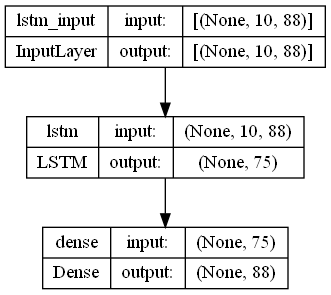 lstm_input input: [(None, 10, 88)]
InputLayer output: [(None, 10, 88)]
lstm input: (None, 10, 88)
LSTM output: (None, 75)
dense input: (None, 75)
Dense output: (None, 88)